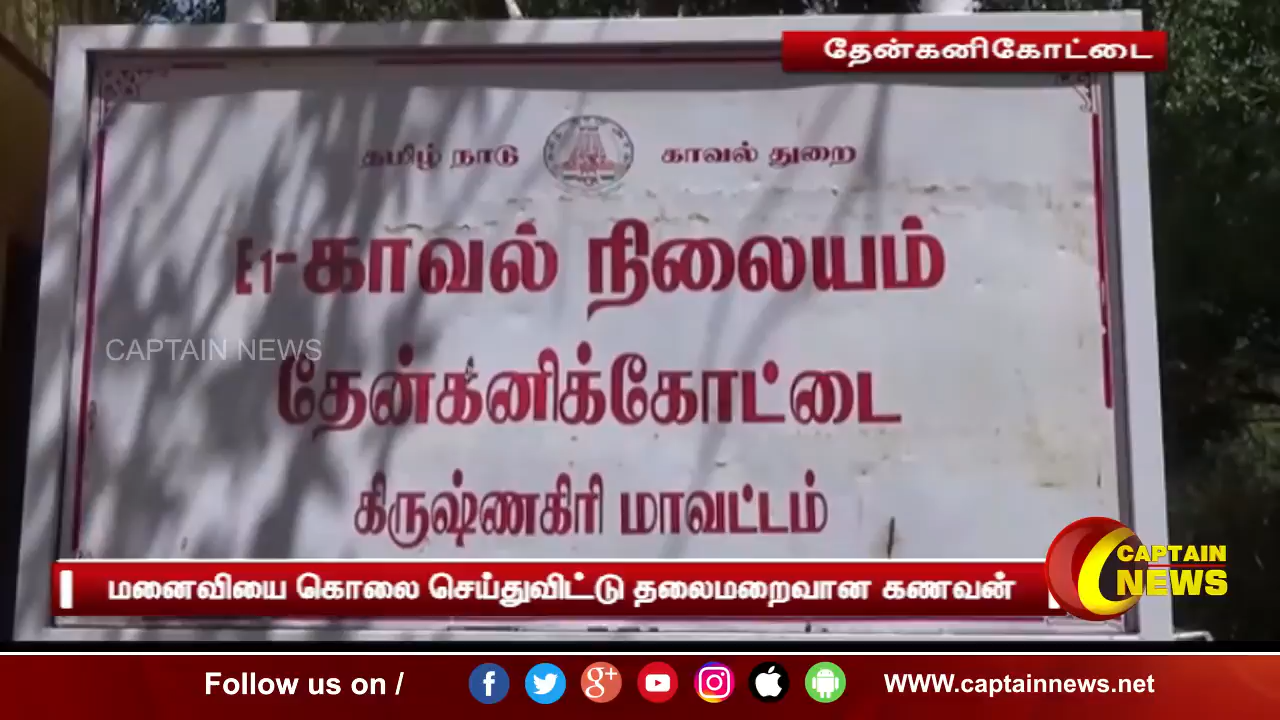 தேன்கனிகோட்டை
தமிழ் நாடு காவல் துறை
E1-காவல் நிலையம்
CAPTAIN NEWS
தேன்கனிக்கோட்டை
கிருஷ்ணகிரி மாவட்டம்
மனைவியை கொலை செய்துவிட்டு தலைமறைவான கணவன்
CAPTAIN
NEWS
Follow us on / WWW.captainnews.net